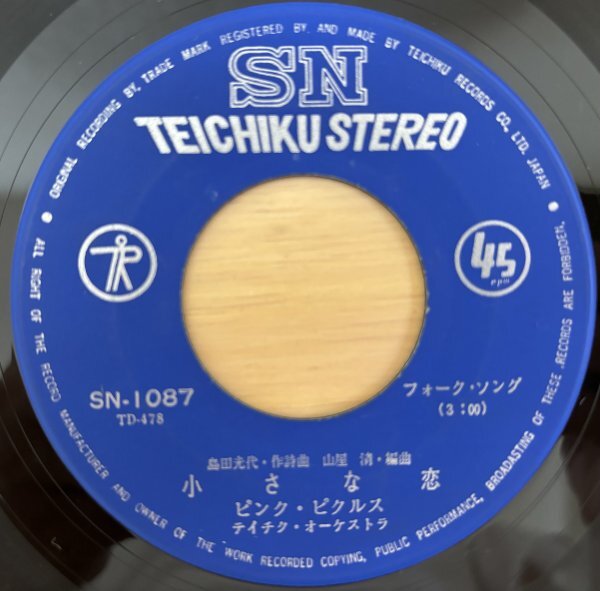 ORIGINAL RECORDING BY, TRADE MARK REGISTERED BY, AND MADE BY TEICHIKU RECORDS CO., LTD. JAPAN
SN
TEICHIKU STEREO
45
rpm
SN-1087
TD-478
フォーク・ソング
(3:00)
島田光代・作詩曲 山屋 清・編曲
小さな恋
ピンク・ピクルス
テイチク・オーケストラ
ALL RIGHT OF THE RECORD MANUFACTURER AND OWNER OF THE WORK RECORDED COPYING, PUBLIC PERFORMANCE, BROADCASTING OF THESE RECORDS ARE FORBIDDEN.